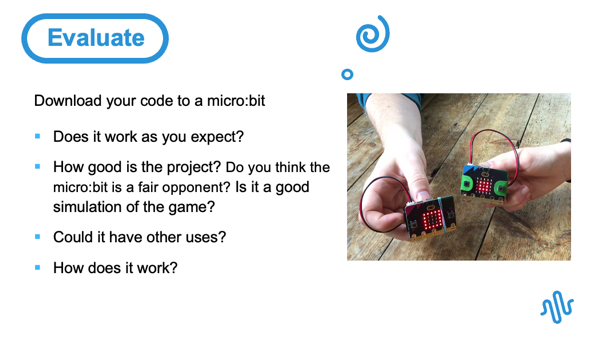 Evaluate
Download your code to a micro:bit
Does it work as you expect?
How good is the project? Do you think the
micro:bit is a fair opponent? Is it a good
simulation of the game?
Could it have other uses?
How does it work?